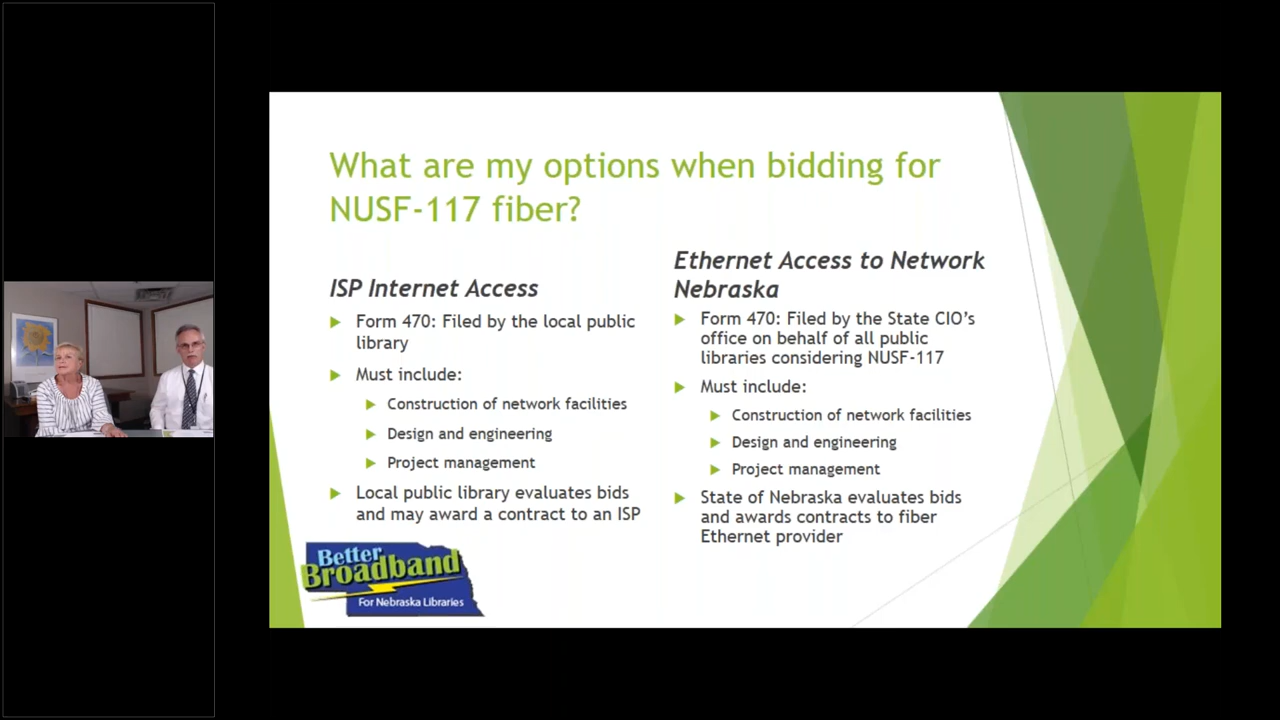 What are my options when bidding for
NUSF-117 fiber?
ISP Internet Access
Form 470: Filed by the local public
library
Must include:
Construction of network facilities
Design and engineering
Project management
Local public library evaluates bids
and may award a contract to an ISP
Ethernet Access to Network
Nebraska
Form 470: Filed by the State CIO's
office on behalf of all public
libraries considering NUSF-117
Must include:
Construction of network facilities
Design and engineering
Project management
State of Nebraska evaluates bids
and awards contracts to fiber
Ethernet provider
Better
Broadband
For Nebraska Libraries